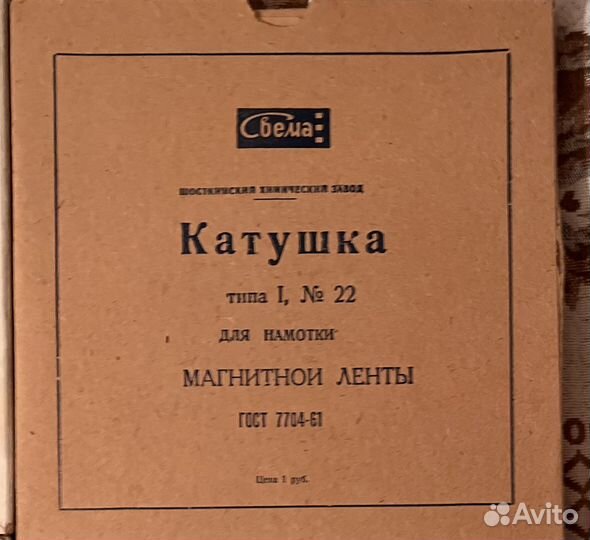 Свема
ШОСТКИНСКИЙ ХИМИЧЕСКИЙ ЗАВОД
Катушка
типа I, № 22
ДЛЯ НАМОТКИ
МАГНИТНОЙ ЛЕНТЫ
ГОСТ 7704-61
Цена 1 руб.
Avito